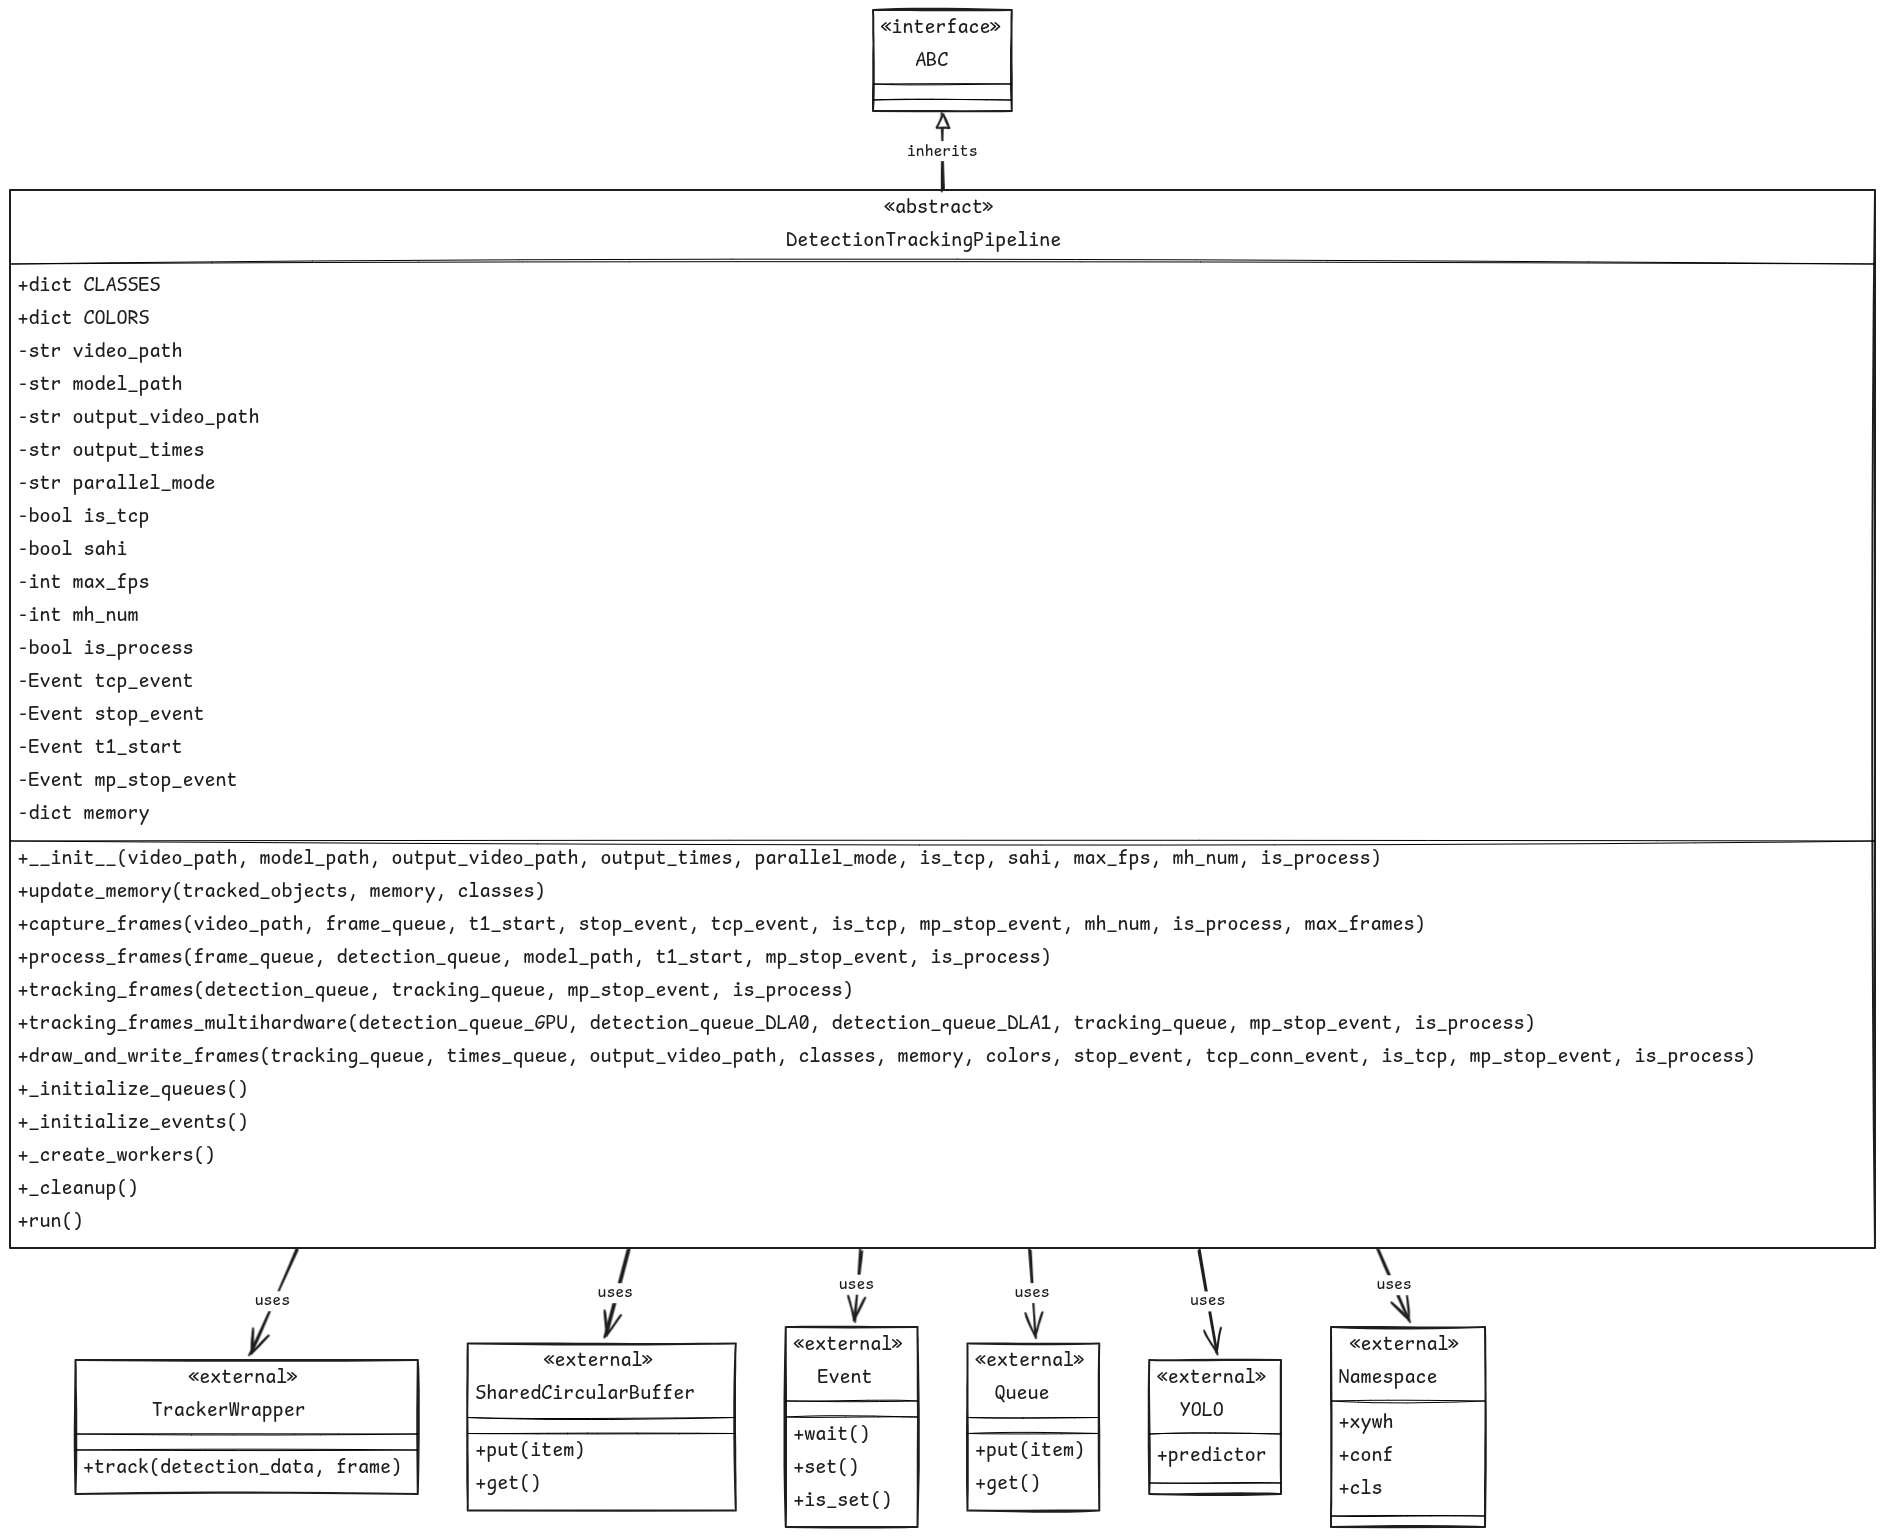 «interface»
ABC
inherits
«abstract»
DetectionTrackingPipeline
+dict CLASSES
+dict COLORS
-str video_path
-str model_path
-str output_video_path
-str output_times
-str parallel_mode
-bool is_tcp
-bool sahi
-int max_fps
-int mh_num
-bool is_process
-Event tcp_event
-Event stop_event
-Event t1_start
-Event mp_stop_event
-dict memory
+__init__(video_path, model_path, output_video_path, output_times, parallel_mode, is_tcp, sahi, max_fps, mh_num, is_process)
+update_memory(tracked_objects, memory, classes)
+capture_frames(video_path, frame_queue, t1_start, stop_event, tcp_event, is_tcp, mp_stop_event, mh_num, is_process, max_frames)
+process_frames(frame_queue, detection_queue, model_path, t1_start, mp_stop_event, is_process)
+tracking_frames(detection_queue, tracking_queue, mp_stop_event, is_process)
+tracking_frames_multihardware(detection_queue_GPU, detection_queue_DLA0, detection_queue_DLA1, tracking_queue, mp_stop_event, is_process)
+draw_and_write_frames(tracking_queue, times_queue, output_video_path, classes, memory, colors, stop_event, tcp_conn_event, is_tcp, mp_stop_event, is_process)
+_initialize_queues()
+_initialize_events()
+_create_workers()
+_cleanup()
+run()
uses
uses
uses
uses
uses
uses
«external»
TrackerWrapper
+track(detection_data, frame)
«external»
SharedCircularBuffer
+put(item)
+get()
«external»
Event
+wait()
+set()
+is_set()
«external»
Queue
+put(item)
+get()
«external»
YOLO
+predictor
«external»
Namespace
+xywh
+conf
+cls